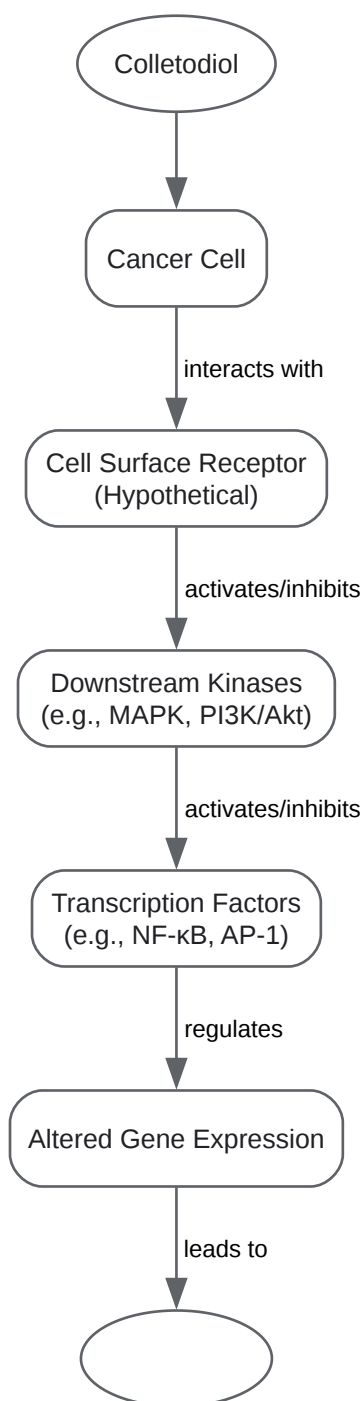 Colletodiol
Cancer Cell
interacts with
Cell Surface Receptor
(Hypothetical)
activates/inhibits
Downstream Kinases
(e.g., MAPK, PI3K/Akt)
activates/inhibits
Transcription Factors
(e.g., NF-κB, AP-1)
regulates
Altered Gene Expression
leads to